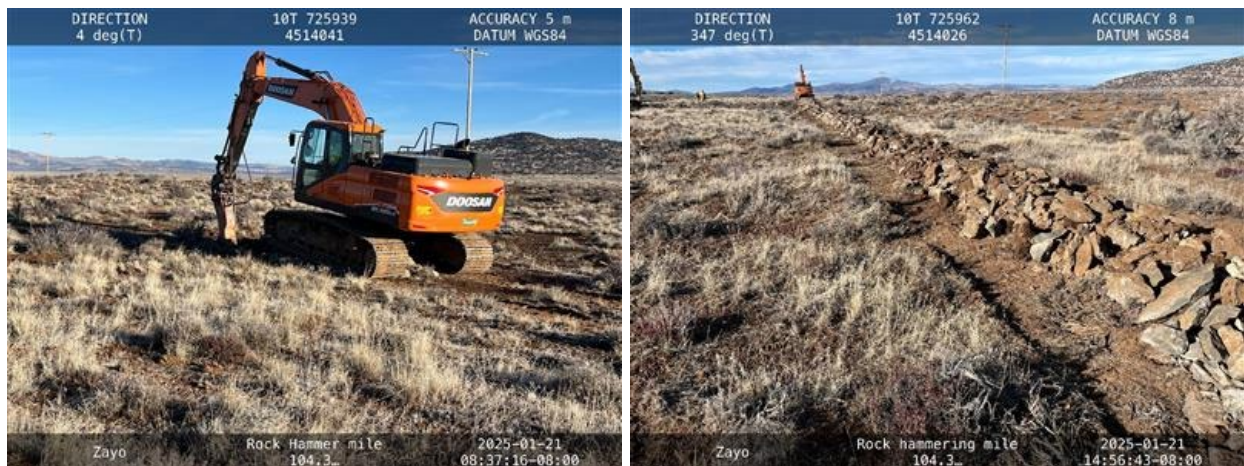 DIRECTION
4 deg(T)
10T 725939
4514041
ACCURACY 5 m
DATUM WGS84
DOOSAN
DOOSAN
Zayo
Rock Hammer mile
104.3…
2025-01-21
08:37:16-08:00
DIRECTION
347 deg(T)
10T 725962
4514026
ACCURACY 8 m
DATUM WGS84
Zayo
Rock hammering mile
104.3…
2025-01-21
14:56:43-08:00